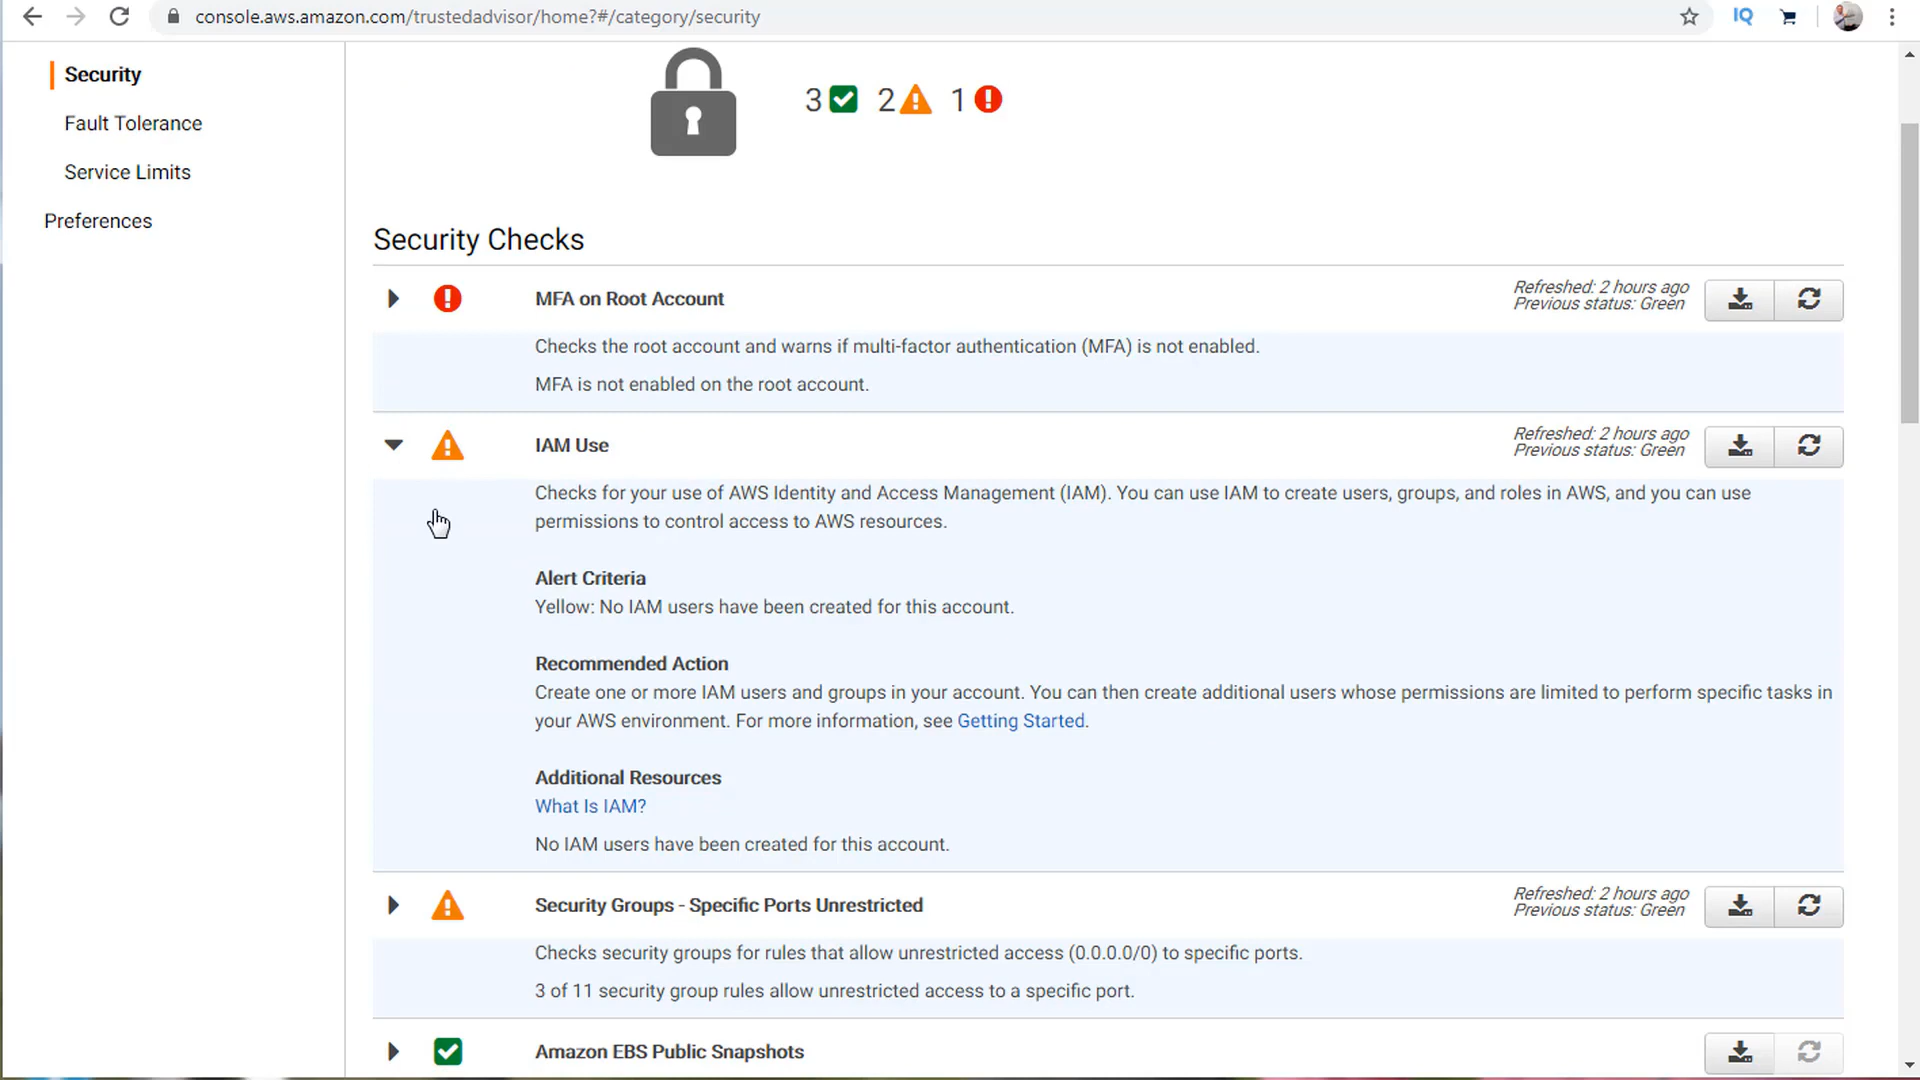 console.aws.amazon.com/trustedadvisor/home?#/category/security
IQ
Security
Fault Tolerance
Service Limits
Preferences
3 2 1
Security Checks
MFA on Root Account
Refreshed: 2 hours ago
Previous status: Green
Checks the root account and warns if multi-factor authentication (MFA) is not enabled.
MFA is not enabled on the root account.
IAM Use
Refreshed: 2 hours ago
Previous status: Green
Checks for your use of AWS Identity and Access Management (IAM). You can use IAM to create users, groups, and roles in AWS, and you can use
permissions to control access to AWS resources.
Alert Criteria
Yellow: No IAM users have been created for this account.
Recommended Action
Create one or more IAM users and groups in your account. You can then create additional users whose permissions are limited to perform specific tasks in
your AWS environment. For more information, see Getting Started.
Additional Resources
What Is IAM?
No IAM users have been created for this account.
Security Groups - Specific Ports Unrestricted
Refreshed: 2 hours ago
Previous status: Green
Checks security groups for rules that allow unrestricted access (0.0.0.0/0) to specific ports.
3 of 11 security group rules allow unrestricted access to a specific port.
Amazon EBS Public Snapshots